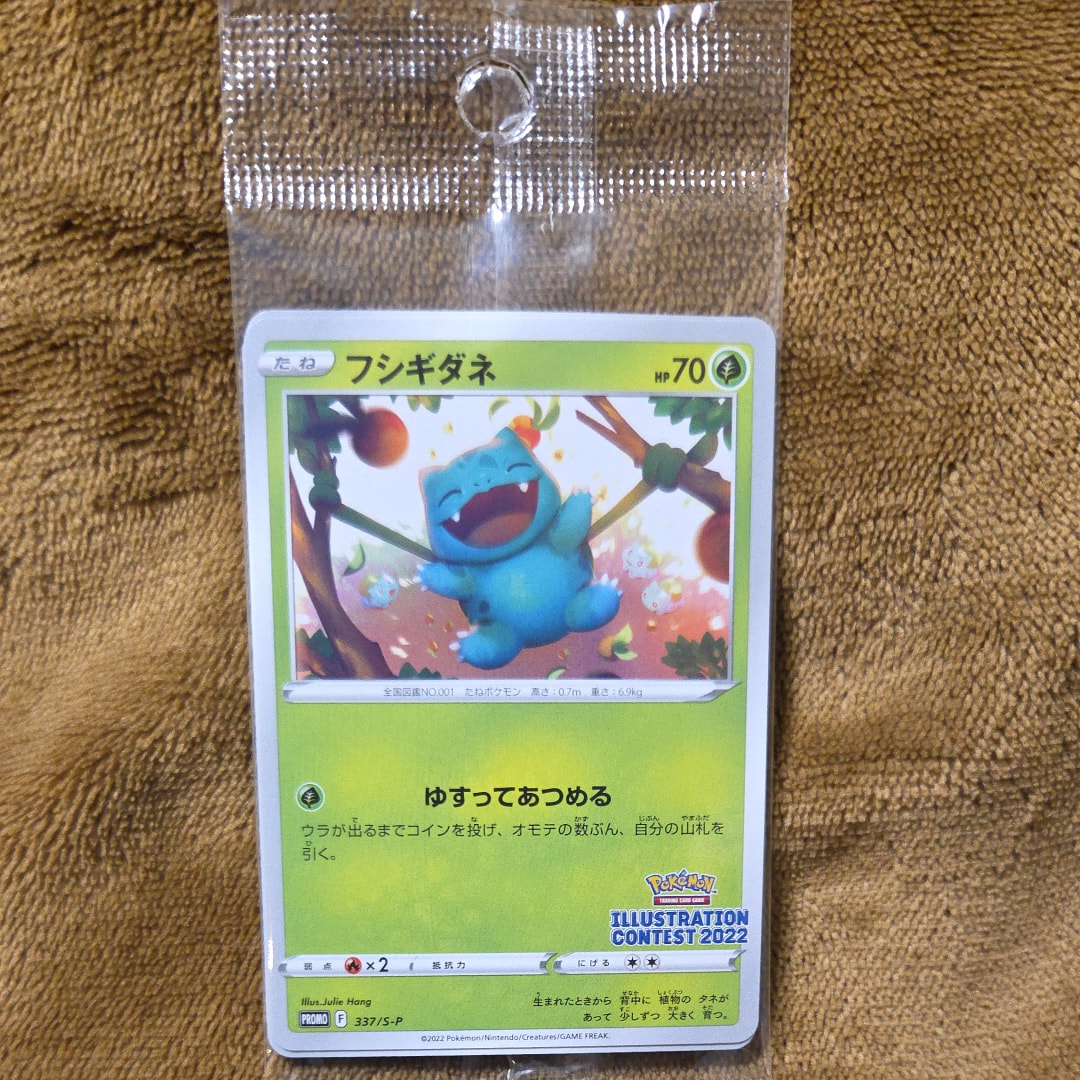 たね フシギダネ HP70
全国図鑑NO.001 たねポケモン 高さ:0.7m 重さ:6.9kg
ゆすってあつめる
ウラが出るまでコインを投げ、オモテの数ぶん、自分の山札を
引く。
POKéMON
TRADING CARD GAME
ILLUSTRATION
CONTEST 2022
弱点 ×2 抵抗力 にげる
Illus.Julie Hang
生まれたときから 背中に 植物の タネが
あって 少しずつ 大きく 育つ。
PROMO F 337/S-P
©2022 Pokémon/Nintendo/Creatures/GAME FREAK.